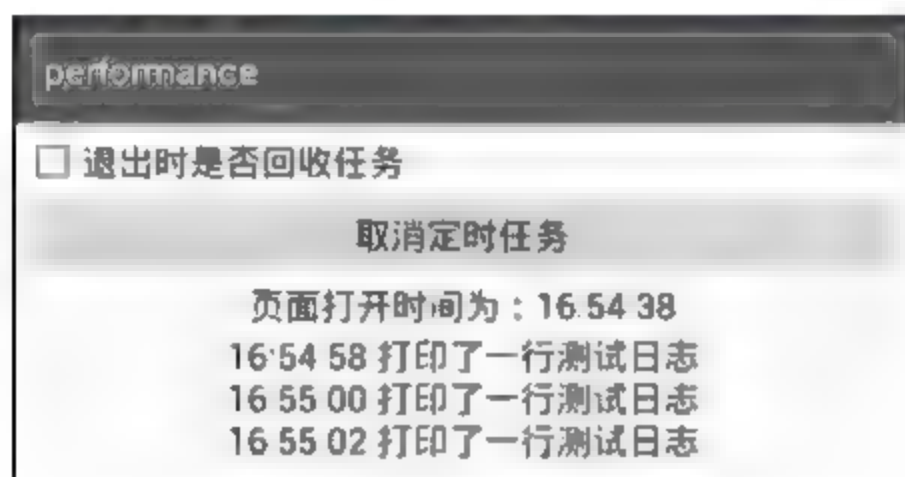 performance
退出时是否回收任务
取消定时任务
页面打开时间为：16:54:38
16:54:58 打印了一行测试日志
16:55:00 打印了一行测试日志
16:55:02 打印了一行测试日志